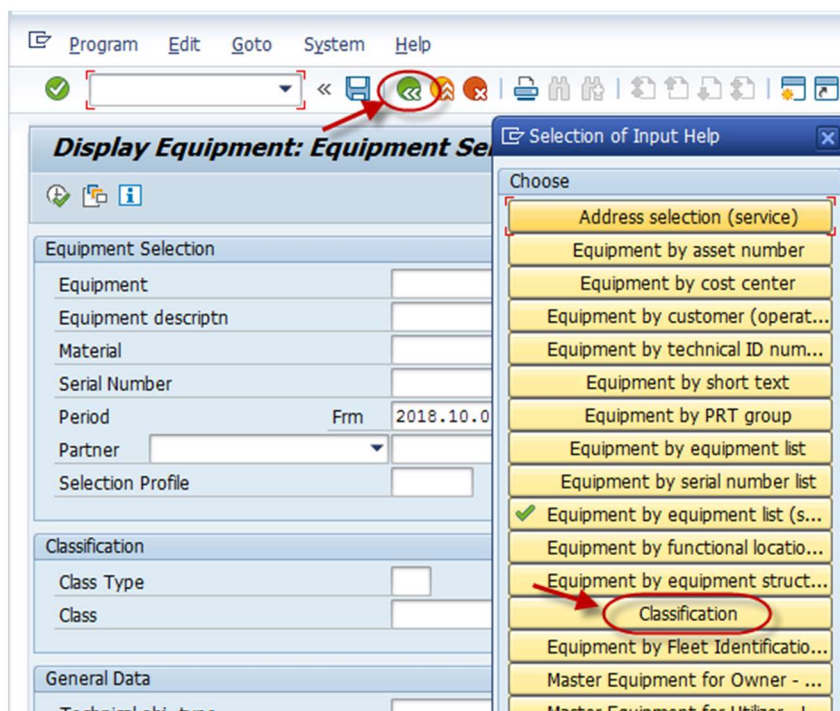 Program Edit Goto System Help
Display Equipment: Equipment Se
Selection of Input Help
Choose
Equipment Selection
Equipment
Equipment descriptn
Material
Serial Number
Period Frm 2018.10.0
Partner
Selection Profile
Classification
Class Type
Class
General Data
Address selection (service)
Equipment by asset number
Equipment by cost center
Equipment by customer (operat...
Equipment by technical ID num...
Equipment by short text
Equipment by PRT group
Equipment by equipment list
Equipment by serial number list
Equipment by equipment list (s...
Equipment by functional locatio...
Equipment by equipment struct...
Classification
Equipment by Fleet Identificatio...
Master Equipment for Owner - ...